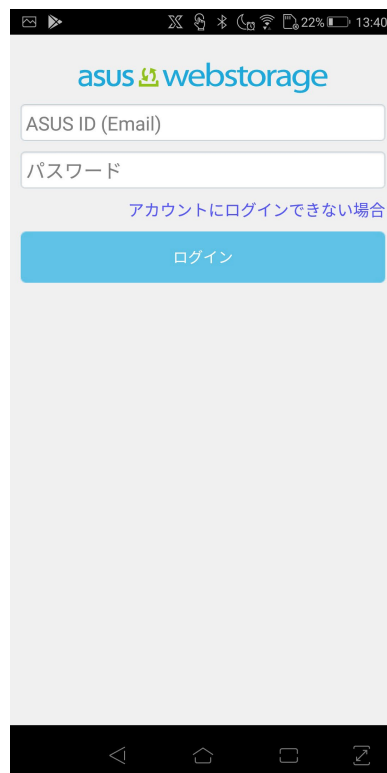 22% 13:40
asus webstorage
ASUS ID (Email)
パスワード
アカウントにログインできない場合
ログイン